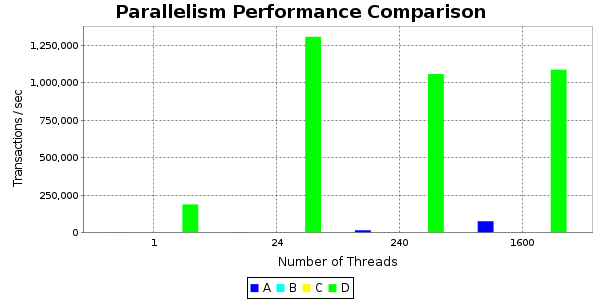 Parallelism Performance Comparison
Transactions / sec
1,250,000
1,000,000
750,000
500,000
250,000
0
1 24 240 1600
Number of Threads
A B C D